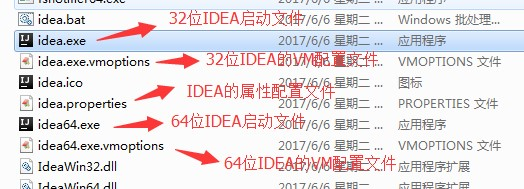 fsnotifier64.exe 2017/6/6 星期二 ... 应用程序
idea.bat 2017/6/6 星期二 ... Windows 批处理...
idea.exe 32位IDEA启动文件 2017/6/6 星期二 ... 应用程序
idea.exe.vmoptions 32位IDEA的VM配置文件 VMOPTIONS 文件
idea.ico 2017/6/6 星期二 ... 图标
idea.properties IDEA的属性配置文件 PROPERTIES 文件
idea64.exe 64位IDEA启动文件 2017/6/6 星期二 ... 应用程序
idea64.exe.vmoptions 2017/6/6 星期二 ... VMOPTIONS 文件
IdeaWin32.dll 64位IDEA的VM配置文件 应用程序扩展
IdeaWin64.dll 2017/6/6 星期二 ... 应用程序扩展